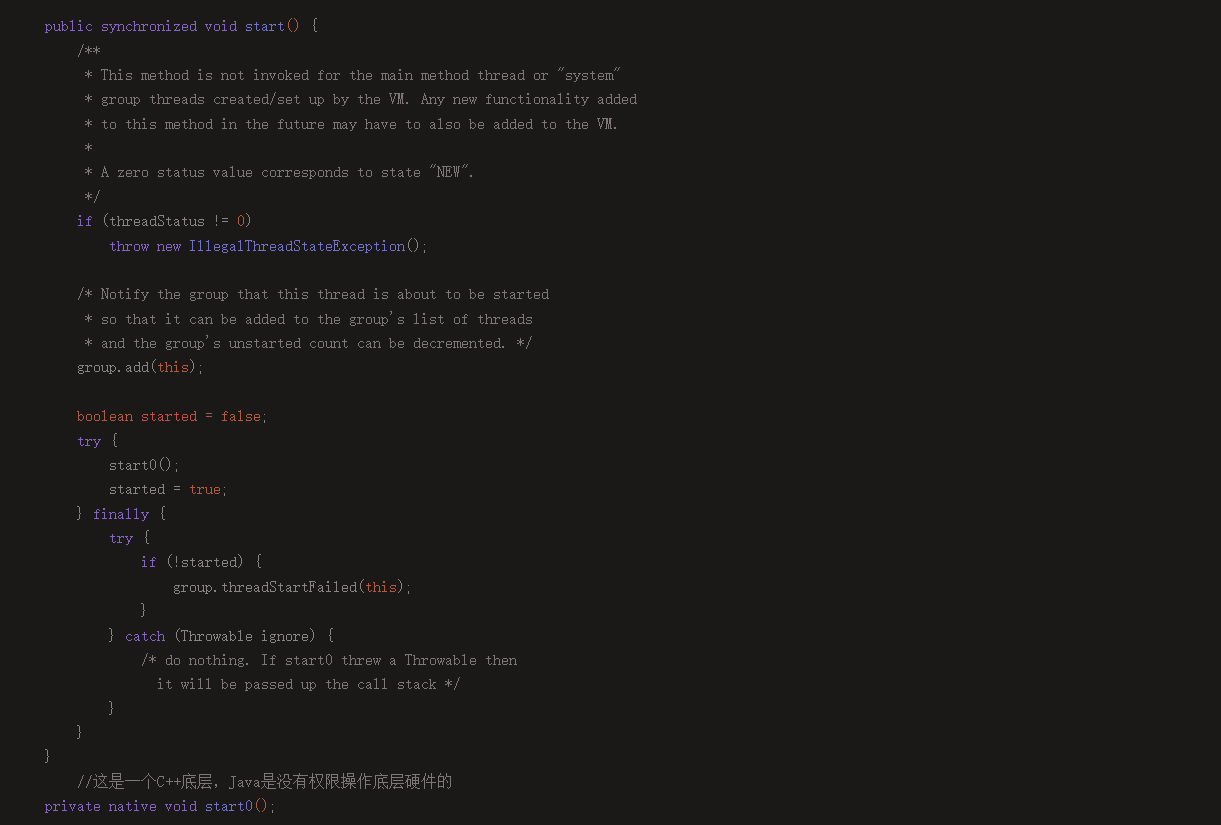 public synchronized void start() {
/**
* This method is not invoked for the main method thread or "system"
* group threads created/set up by the VM. Any new functionality added
* to this method in the future may have to also be added to the VM.
*
* A zero status value corresponds to state "NEW".
*/
if (threadStatus != 0)
throw new IllegalThreadStateException();
/* Notify the group that this thread is about to be started
* so that it can be added to the group's list of threads
* and the group's unstarted count can be decremented. */
group.add(this);
boolean started = false;
try {
start0();
started = true;
} finally {
try {
if (!started) {
group.threadStartFailed(this);
}
} catch (Throwable ignore) {
/* do nothing. If start0 threw a Throwable then
it will be passed up the call stack */
}
}
}
//这是一个C++底层，Java是没有权限操作底层硬件的
private native void start0();